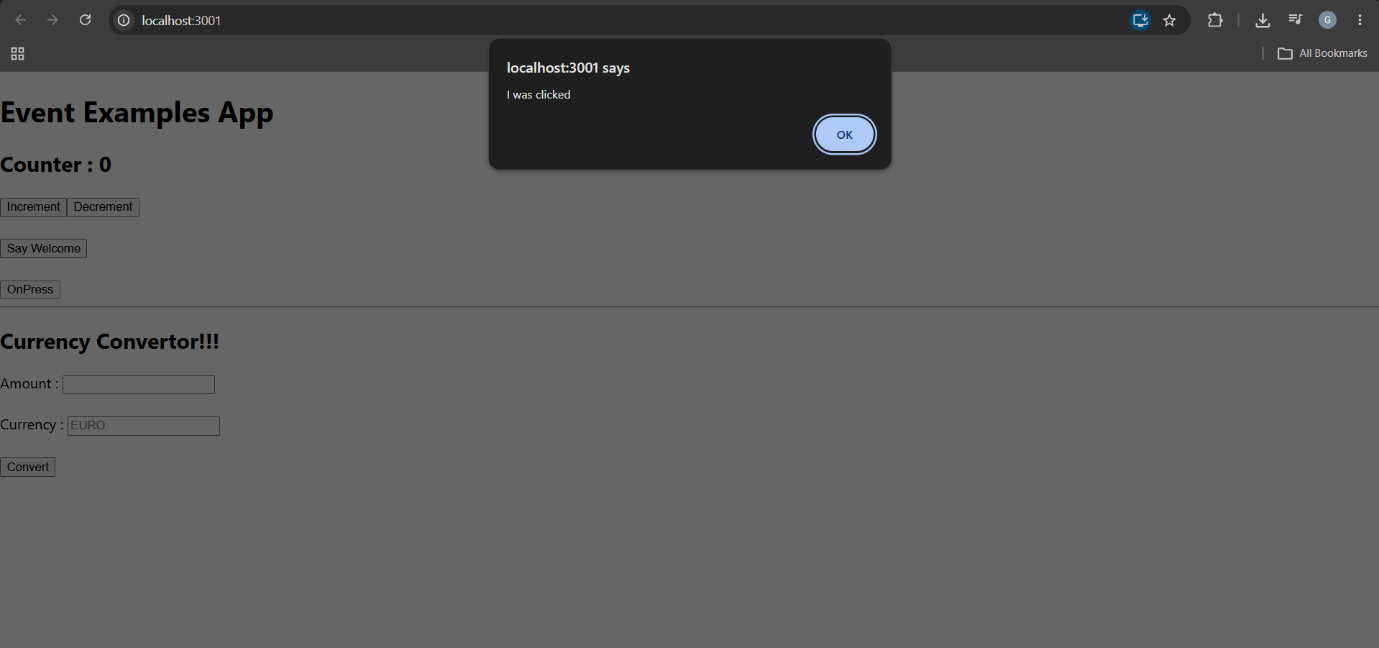 localhost:3001
G
All Bookmarks
localhost:3001 says
I was clicked
OK
Event Examples App
Counter : 0
Increment Decrement
Say Welcome
OnPress
Currency Convertor!!!
Amount :
Currency : EURO
Convert